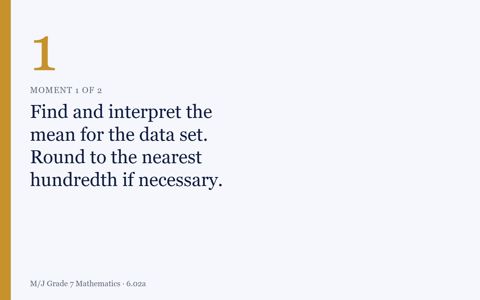 1
MOMENT 1 OF 2
Find and interpret the
mean for the data set.
Round to the nearest
hundredth if necessary.
M/J Grade 7 Mathematics · 6.02a